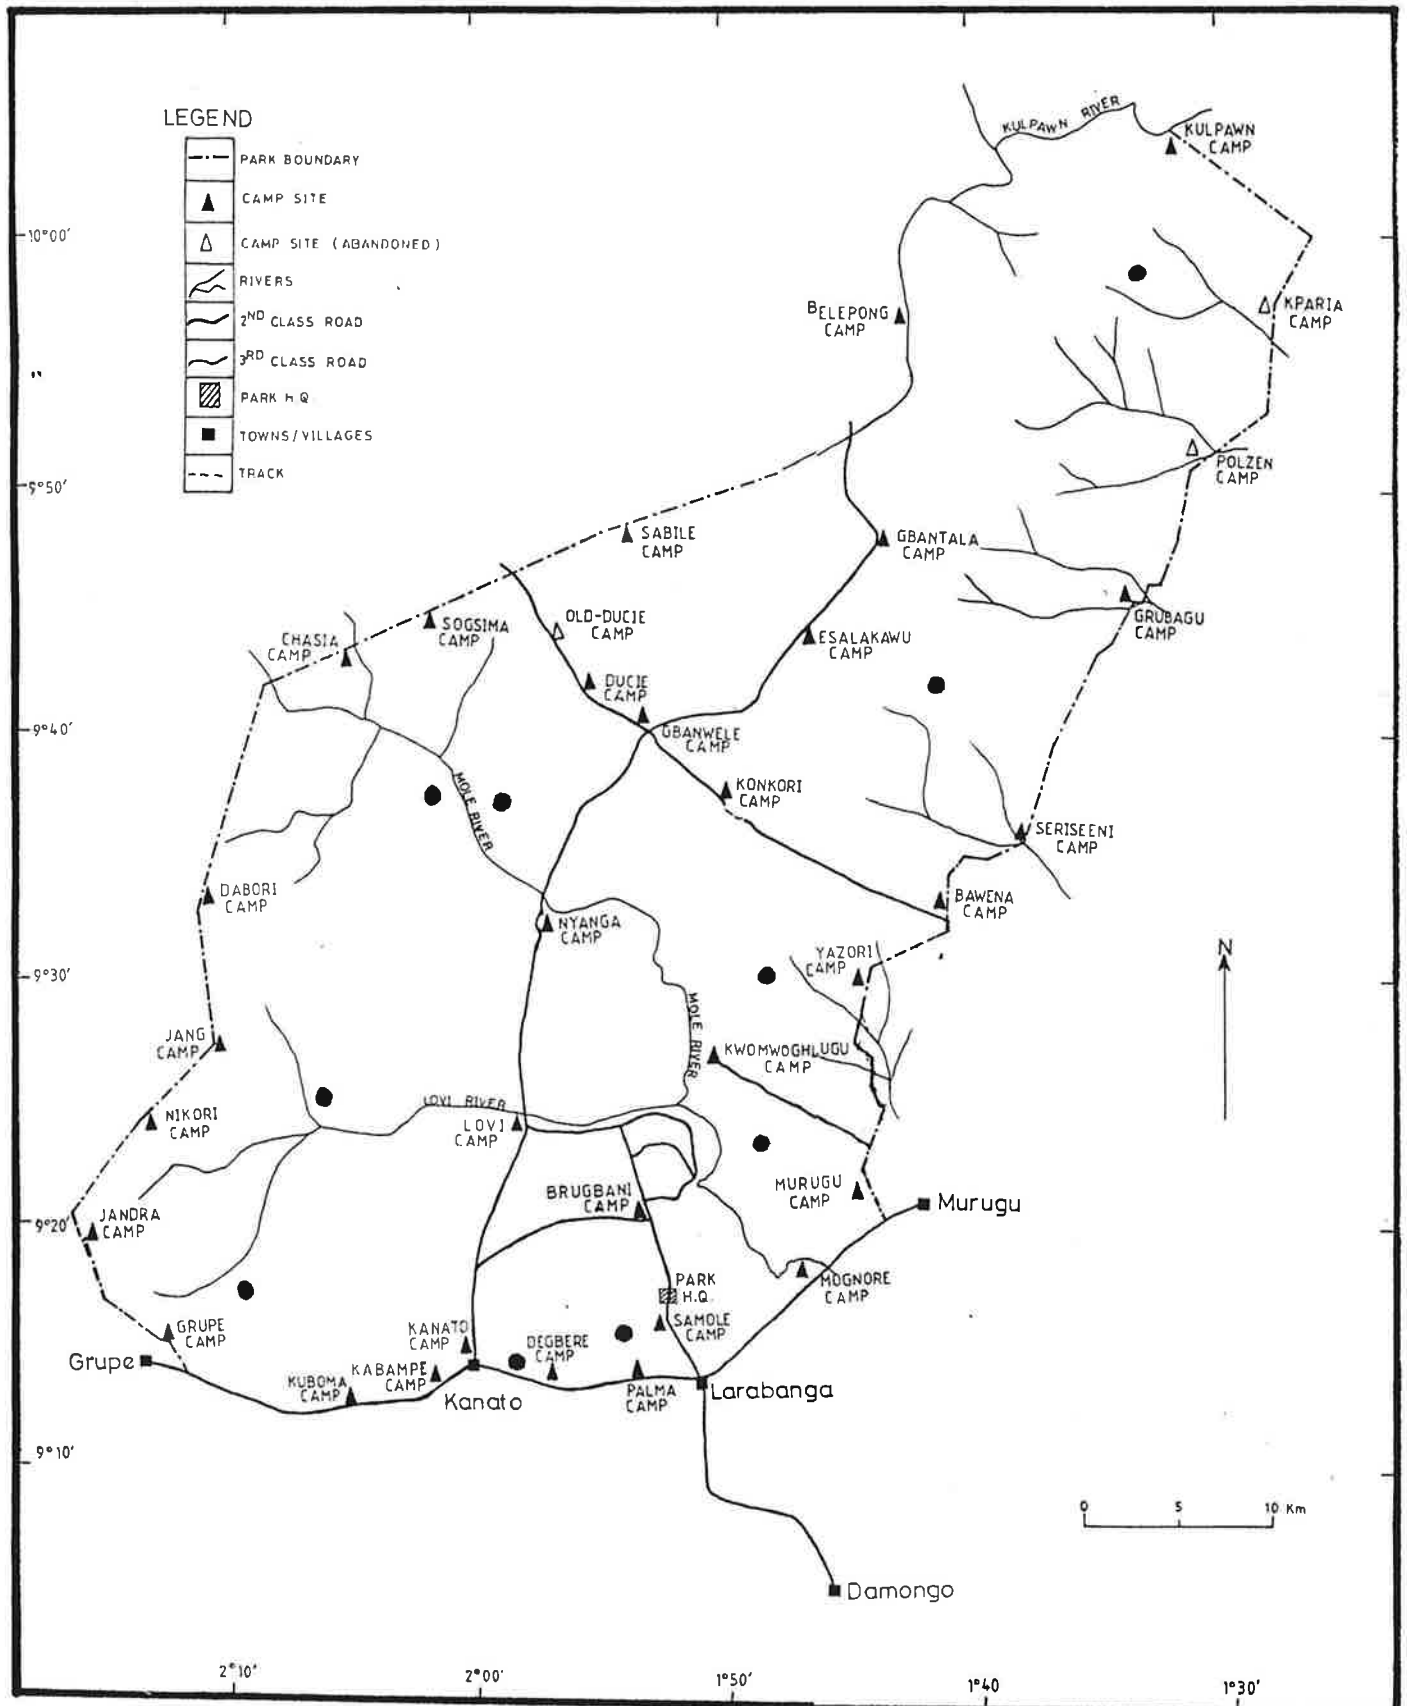 LEGEND
PARK BOUNDARY
CAMP SITE
CAMP SITE (ABANDONED)
RIVERS
2ND CLASS ROAD
3RD CLASS ROAD
PARK H.Q
TOWNS/VILLAGES
TRACK
KULPAWN RIVER
KULPAWN
CAMP
10°00'
BELEPONG
CAMP
KPARIA
CAMP
POLZEN
CAMP
9°50'
SABILE
CAMP
GBANTALA
CAMP
GRUBAGU
CAMP
OLD-DUCIE
CAMP
SOGSIMA
CAMP
CHASIA
CAMP
ESALAKAWU
CAMP
DUCIE
CAMP
9°40'
GBANWELE
CAMP
MOLE RIVER
KONKORI
CAMP
SERISEENI
CAMP
DABORI
CAMP
BAWENA
CAMP
NYANGA
CAMP
YAZORI
CAMP
N
9°30'
MOLE RIVER
JANG
CAMP
KWOMWOGHLUGU
CAMP
NIKORI
CAMP
LOVI RIVER
LOVI
CAMP
BRUGBANI
CAMP
MURUGU
CAMP
Murugu
9°20'
JANDRA
CAMP
PARK
H.Q.
MOGNORE
CAMP
GRUPE
CAMP
KANATO
CAMP
DEGBERE
CAMP
SAMOLE
CAMP
Grupe
KUBOMA
CAMP
KABAMPE
CAMP
Kanato
PALMA
CAMP
Larabanga
9°10'
0 5 10 Km
Damongo
2°10' 2°00' 1°50' 1°40' 1°30'